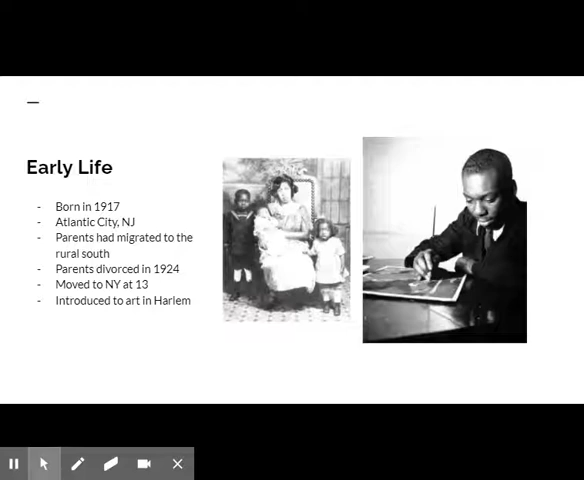 Early Life
- Born in 1917
- Atlantic City, NJ
- Parents had migrated to the
rural south
- Parents divorced in 1924
- Moved to NY at 13
- Introduced to art in Harlem